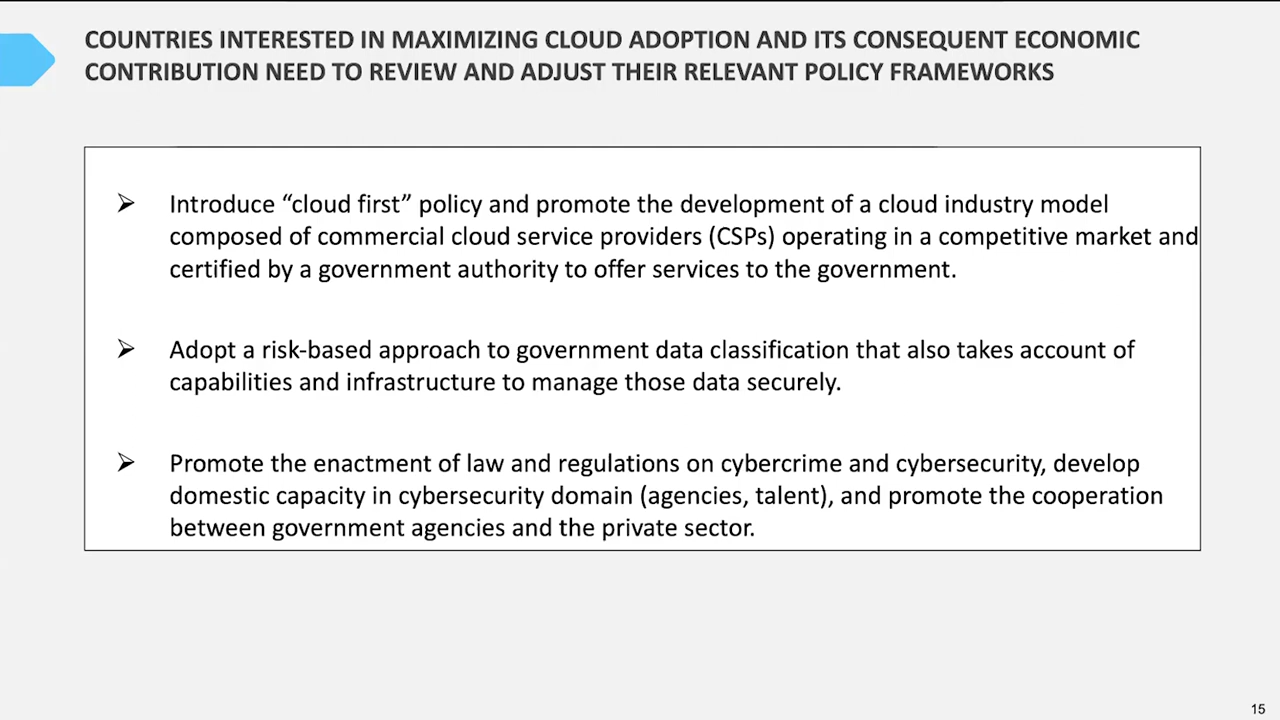 COUNTRIES INTERESTED IN MAXIMIZING CLOUD ADOPTION AND ITS CONSEQUENT ECONOMIC
CONTRIBUTION NEED TO REVIEW AND ADJUST THEIR RELEVANT POLICY FRAMEWORKS
➢ Introduce “cloud first” policy and promote the development of a cloud industry model
composed of commercial cloud service providers (CSPs) operating in a competitive market and
certified by a government authority to offer services to the government.
➢ Adopt a risk-based approach to government data classification that also takes account of
capabilities and infrastructure to manage those data securely.
➢ Promote the enactment of law and regulations on cybercrime and cybersecurity, develop
domestic capacity in cybersecurity domain (agencies, talent), and promote the cooperation
between government agencies and the private sector.
15